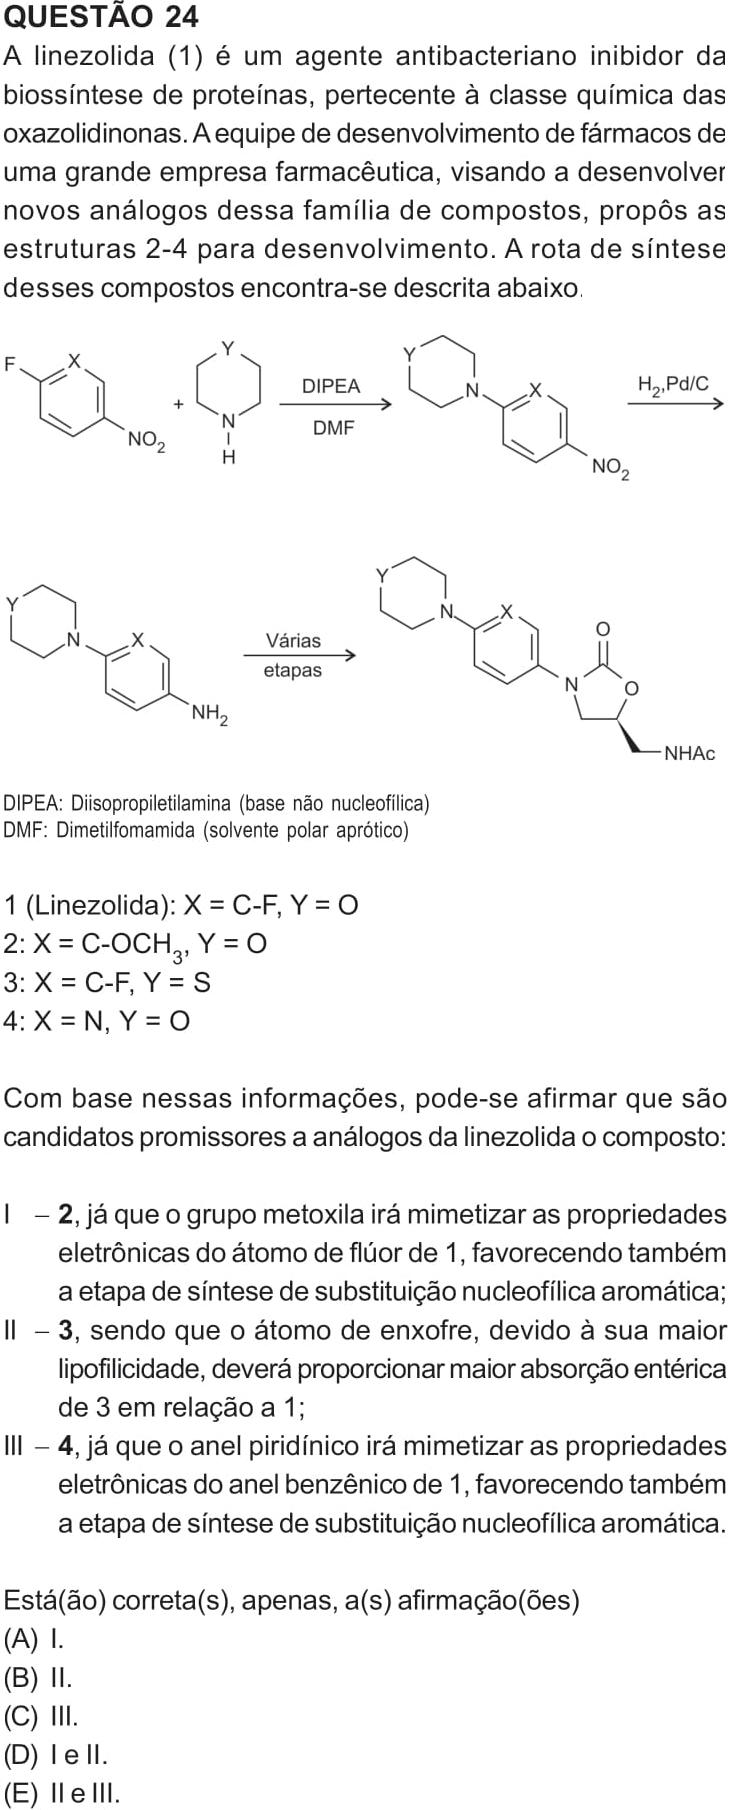 QUESTÃO 24
A linezolida (1) é um agente antibacteriano inibidor da
biossíntese de proteínas, pertecente à classe química das
oxazolidinonas. A equipe de desenvolvimento de fármacos de
uma grande empresa farmacêutica, visando a desenvolver
novos análogos dessa família de compostos, propôs as
estruturas 2-4 para desenvolvimento. A rota de síntese
desses compostos encontra-se descrita abaixo.
F X NO2 + Y N H DIPEA DMF Y N X NO2 H2,Pd/C
Y N X NH2 Várias etapas Y N X N O O NHAc
DIPEA: Diisopropiletilamina (base não nucleofílica)
DMF: Dimetilfomamida (solvente polar aprótico)
1 (Linezolida): X = C-F, Y = O
2: X = C-OCH3, Y = O
3: X = C-F, Y = S
4: X = N, Y = O
Com base nessas informações, pode-se afirmar que são
candidatos promissores a análogos da linezolida o composto:
I – 2, já que o grupo metoxila irá mimetizar as propriedades
eletrônicas do átomo de flúor de 1, favorecendo também
a etapa de síntese de substituição nucleofílica aromática;
II – 3, sendo que o átomo de enxofre, devido à sua maior
lipofilicidade, deverá proporcionar maior absorção entérica
de 3 em relação a 1;
III – 4, já que o anel piridínico irá mimetizar as propriedades
eletrônicas do anel benzênico de 1, favorecendo também
a etapa de síntese de substituição nucleofílica aromática.
Está(ão) correta(s), apenas, a(s) afirmação(ões)
(A) I.
(B) II.
(C) III.
(D) I e II.
(E) II e III.